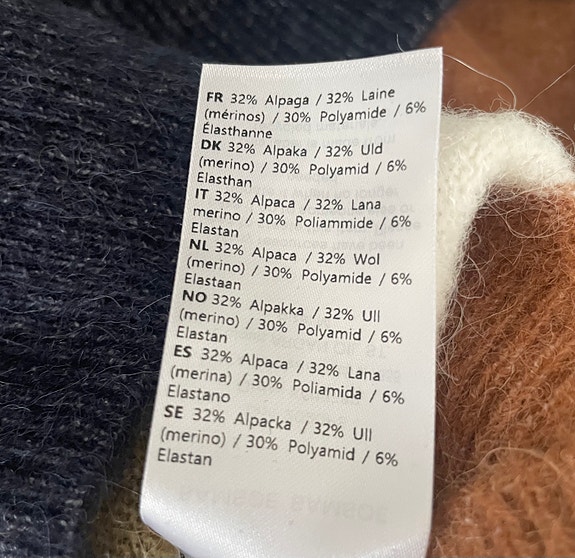 FR 32% Alpaga / 32% Laine
(mérinos) / 30% Polyamide / 6%
Élasthanne
DK 32% Alpaka / 32% Uld
(merino) / 30% Polyamid / 6%
Elasthan
IT 32% Alpaca / 32% Lana
merino / 30% Poliammide / 6%
Elastan
NL 32% Alpaca / 32% Wol
(merino) / 30% Polyamide / 6%
Elastaan
NO 32% Alpakka / 32% Ull
(merino) / 30% Polyamid / 6%
Elastan
ES 32% Alpaca / 32% Lana
(merina) / 30% Poliamida / 6%
Elastano
SE 32% Alpacka / 32% Ull
(merino) / 30% Polyamid / 6%
Elastan